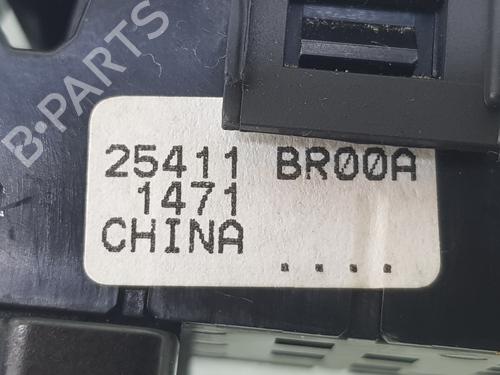 B-PARTS
25411 BR00A
1471
CHINA
....